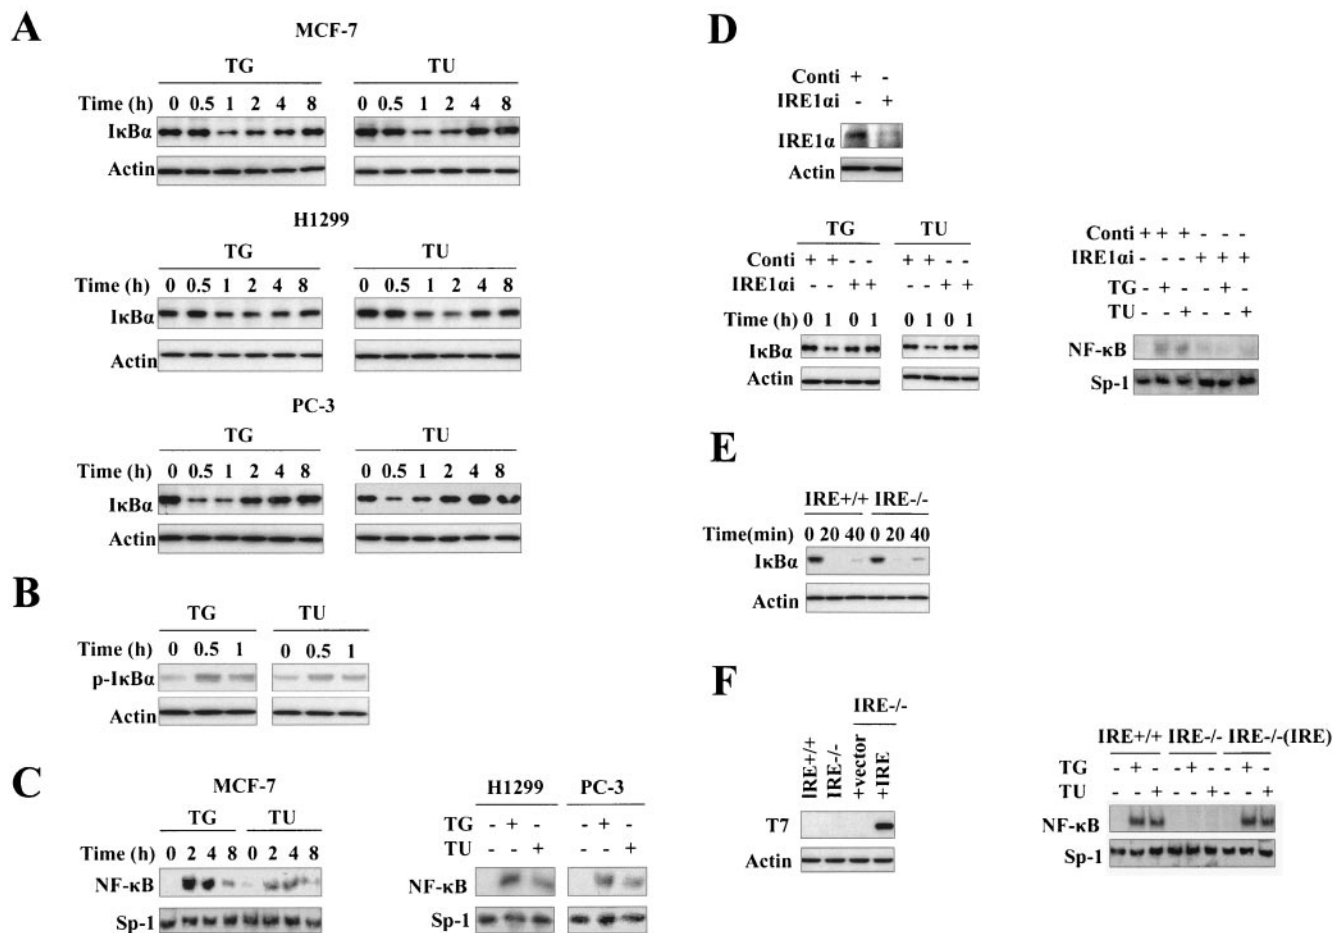 A
MCF-7
TG TU
Time (h) 0 0.5 1 2 4 8 0 0.5 1 2 4 8
IκBα
Actin
H1299
TG TU
Time (h) 0 0.5 1 2 4 8 0 0.5 1 2 4 8
IκBα
Actin
PC-3
TG TU
Time (h) 0 0.5 1 2 4 8 0 0.5 1 2 4 8
IκBα
Actin
B
TG TU
Time (h) 0 0.5 1 0 0.5 1
p-IκBα
Actin
C
MCF-7
TG TU
Time (h) 0 2 4 8 0 2 4 8
NF-κB
Sp-1
H1299 PC-3
TG - + - - + -
TU - - + - - +
NF-κB
Sp-1
D
Conti + -
IRE1αi - +
IRE1α
Actin
TG TU
Conti + + - - + + - -
IRE1αi - - + + - - + +
Time (h) 0 1 0 1 0 1 0 1
IκBα
Actin
Conti + + + - - -
IRE1αi - - - + + +
TG - + - - + -
TU - - + - - +
NF-κB
Sp-1
E
IRE+/+ IRE-/-
Time(min) 0 20 40 0 20 40
IκBα
Actin
F
IRE-/-
IRE+/+ IRE-/- +vector +IRE
T7
Actin
IRE+/+ IRE-/- IRE-/-(IRE)
TG - + - - + - - + -
TU - - + - - + - - +
NF-κB
Sp-1